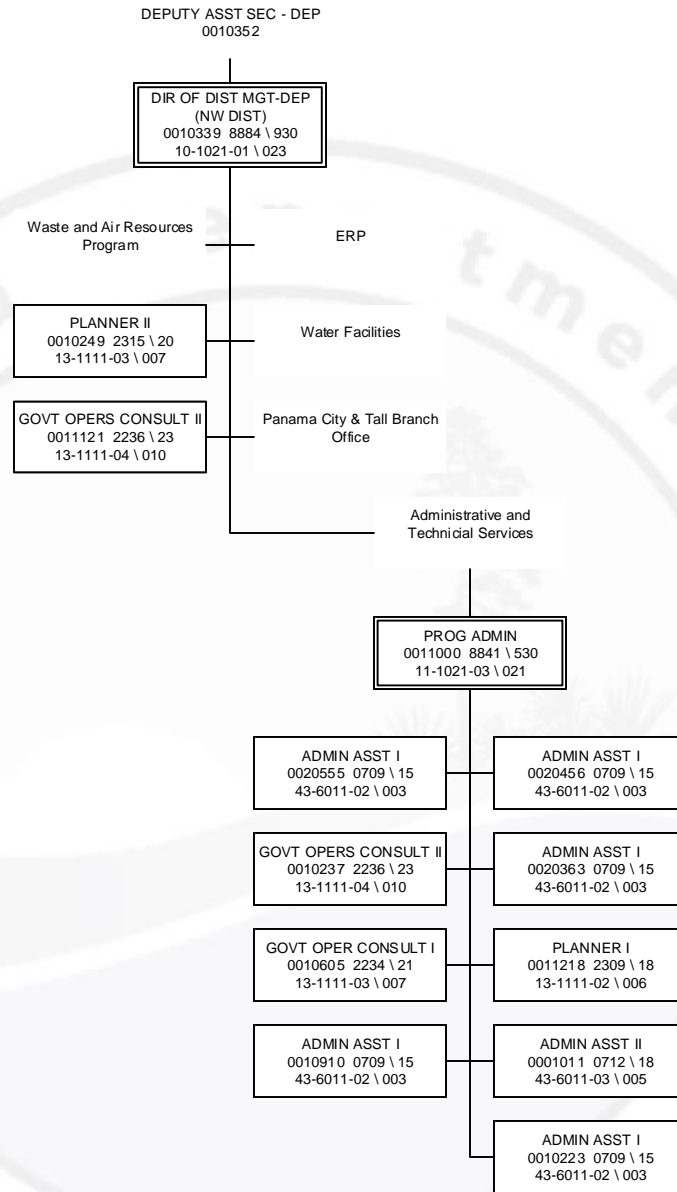 DEPUTY ASST SEC - DEP
0010352
DIR OF DIST MGT-DEP
(NW DIST)
0010339 8884 \ 930
10-1021-01 \ 023
Waste and Air Resources
Program
ERP
PLANNER II
0010249 2315 \ 20
13-1111-03 \ 007
Water Facilities
GOVT OPERS CONSULT II
0011121 2236 \ 23
13-1111-04 \ 010
Panama City & Tall Branch
Office
Administrative and
Technicial Services
PROG ADMIN
0011000 8841 \ 530
11-1021-03 \ 021
ADMIN ASST I
0020555 0709 \ 15
43-6011-02 \ 003
ADMIN ASST I
0020456 0709 \ 15
43-6011-02 \ 003
GOVT OPERS CONSULT II
0010237 2236 \ 23
13-1111-04 \ 010
ADMIN ASST I
0020363 0709 \ 15
43-6011-02 \ 003
GOVT OPER CONSULT I
0010605 2234 \ 21
13-1111-03 \ 007
PLANNER I
0011218 2309 \ 18
13-1111-02 \ 006
ADMIN ASST I
0010910 0709 \ 15
43-6011-02 \ 003
ADMIN ASST II
0001011 0712 \ 18
43-6011-03 \ 005
ADMIN ASST I
0010223 0709 \ 15
43-6011-02 \ 003